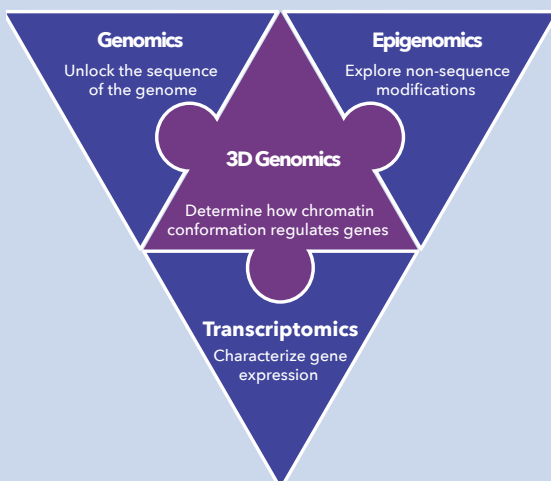 Genomics
Unlock the sequence
of the genome
Epigenomics
Explore non-sequence
modifications
3D Genomics
Determine how chromatin
conformation regulates genes
Transcriptomics
Characterize gene
expression